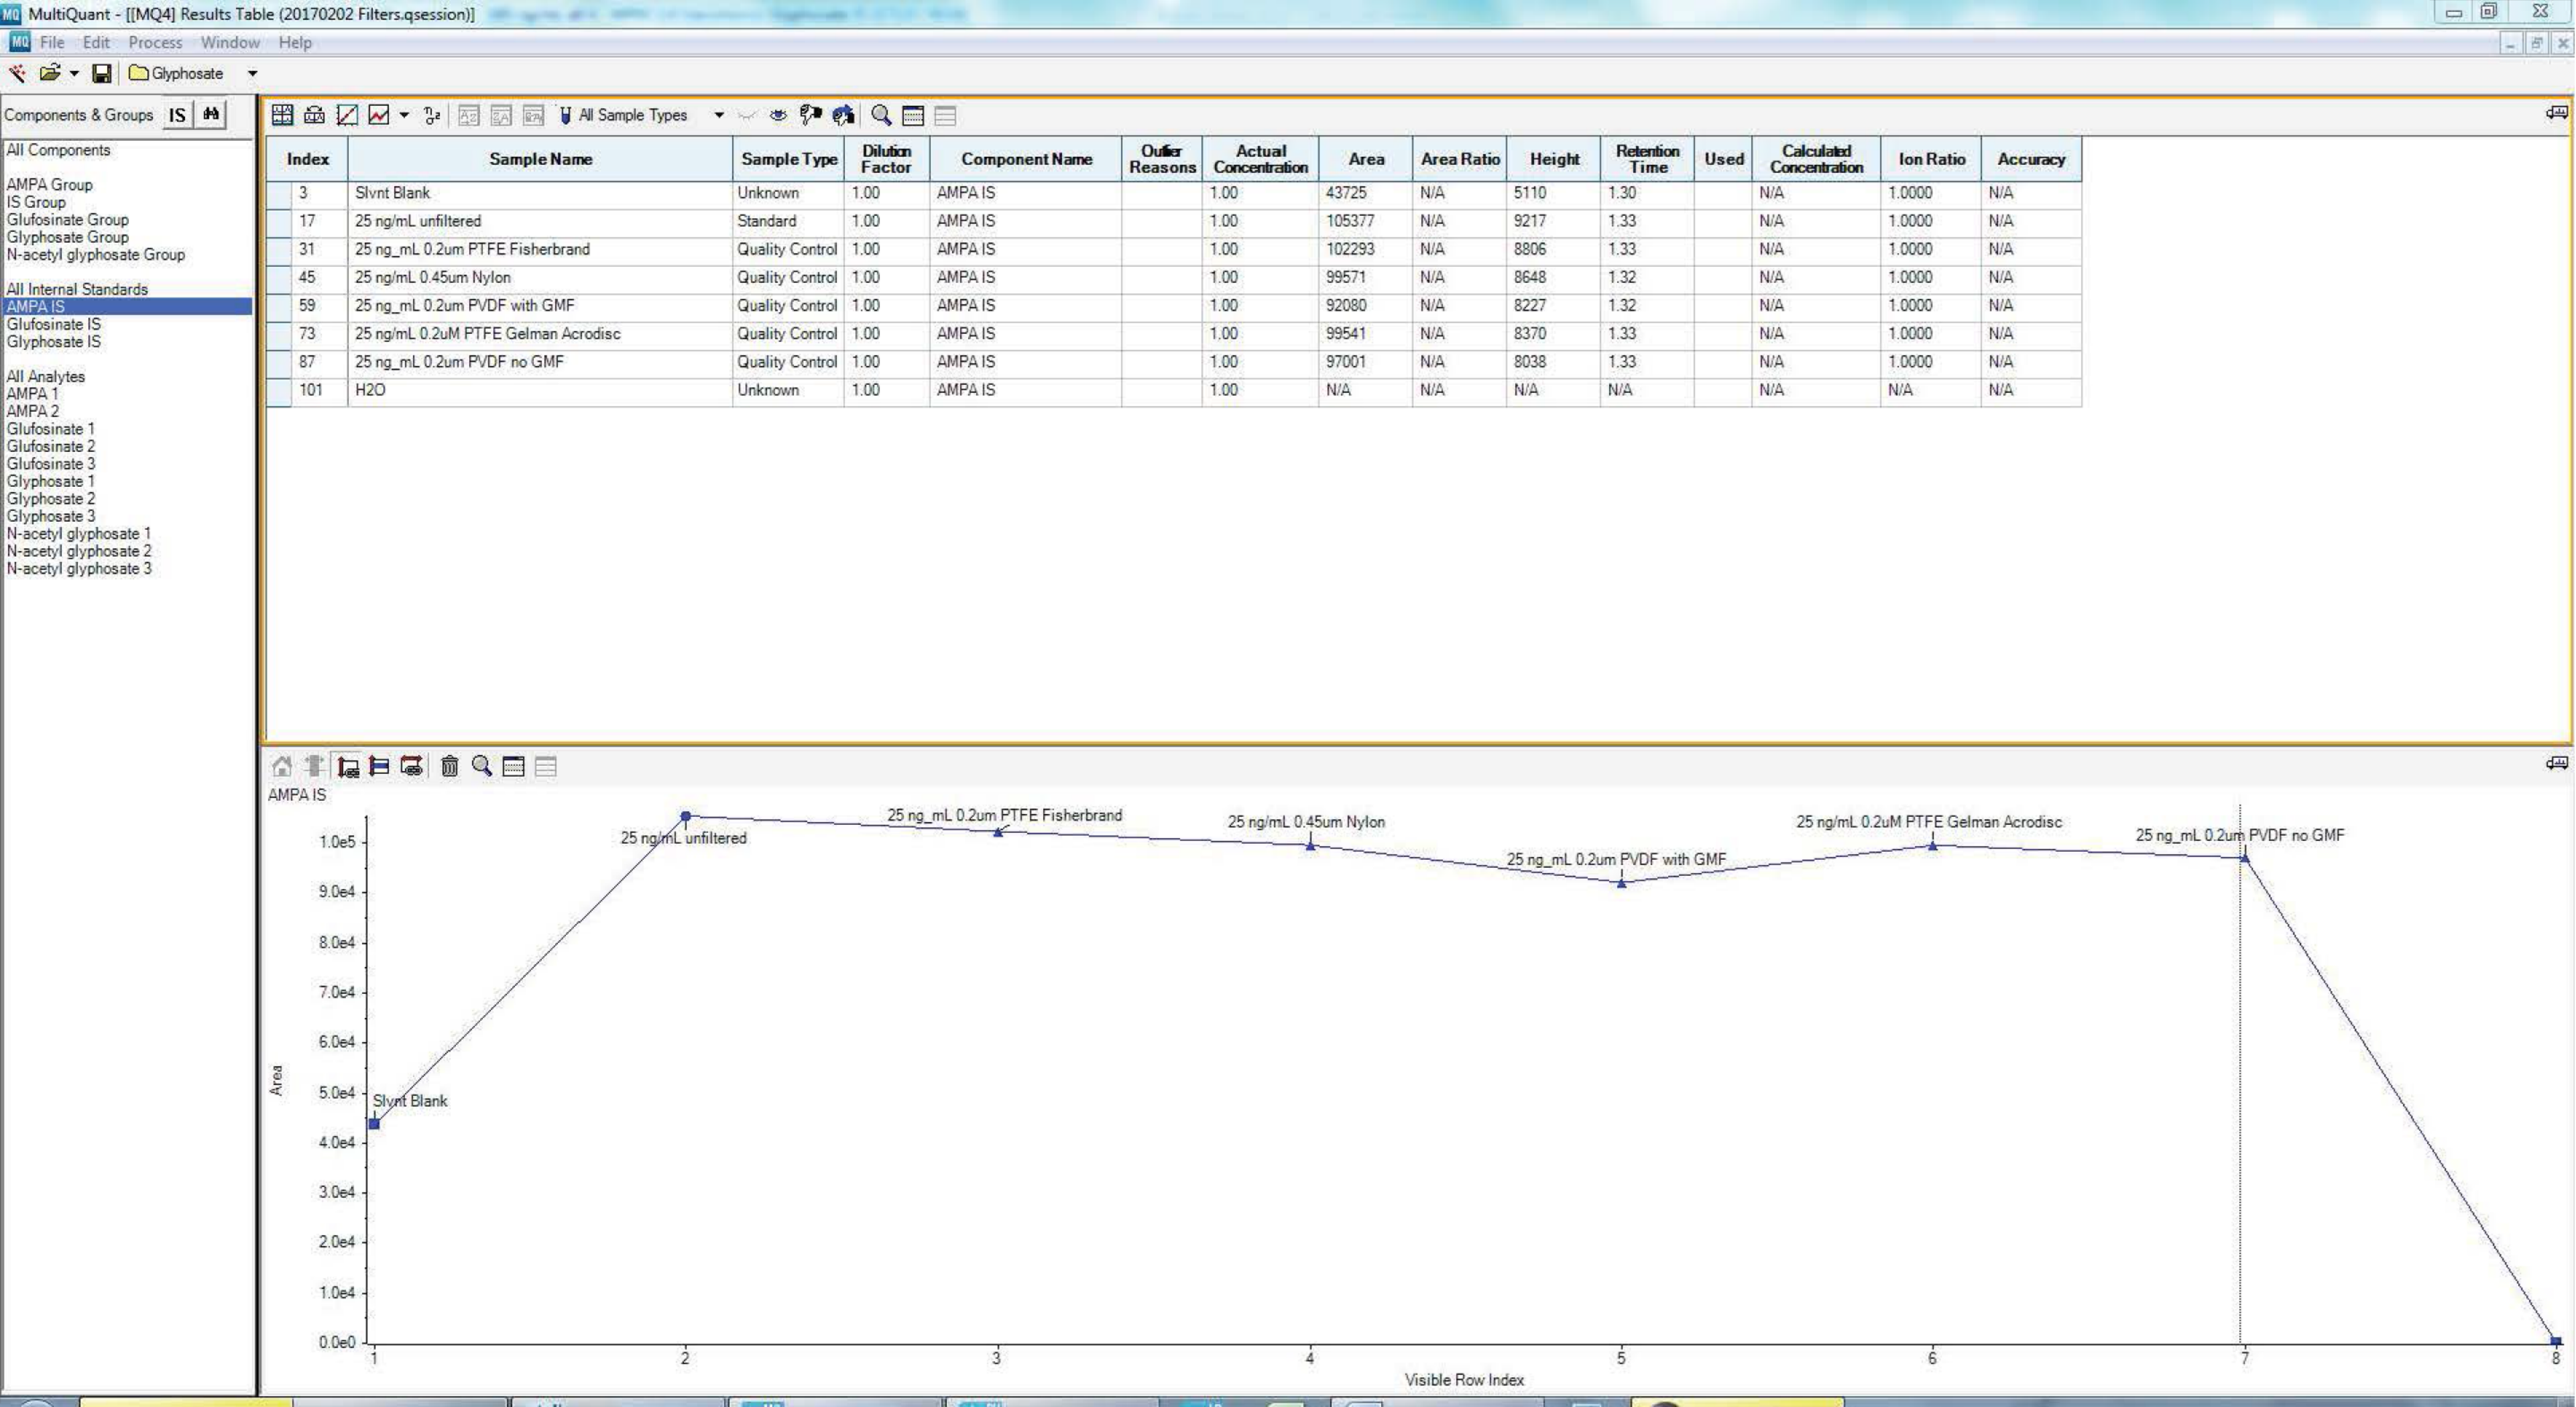 MQ MultiQuant - [[MQ4] Results Table (20170202 Filters.qsession)]
MQ File Edit Process Window Help
Glyphosate
Components & Groups IS
All Components
AMPA Group
IS Group
Glufosinate Group
Glyphosate Group
N-acetyl glyphosate Group
All Internal Standards
AMPA IS
Glufosinate IS
Glyphosate IS
All Analytes
AMPA 1
AMPA 2
Glufosinate 1
Glufosinate 2
Glufosinate 3
Glyphosate 1
Glyphosate 2
Glyphosate 3
N-acetyl glyphosate 1
N-acetyl glyphosate 2
N-acetyl glyphosate 3
All Sample Types
Index Sample Name Sample Type Dilution Factor Component Name Outlier Reasons Actual Concentration Area Area Ratio Height Retention Time Used Calculated Concentration Ion Ratio Accuracy
3 Slvnt Blank Unknown 1.00 AMPA IS 1.00 43725 N/A 5110 1.30 N/A 1.0000 N/A
17 25 ng/mL unfiltered Standard 1.00 AMPA IS 1.00 105377 N/A 9217 1.33 N/A 1.0000 N/A
31 25 ng_mL 0.2um PTFE Fisherbrand Quality Control 1.00 AMPA IS 1.00 102293 N/A 8806 1.33 N/A 1.0000 N/A
45 25 ng/mL 0.45um Nylon Quality Control 1.00 AMPA IS 1.00 99571 N/A 8648 1.32 N/A 1.0000 N/A
59 25 ng_mL 0.2um PVDF with GMF Quality Control 1.00 AMPA IS 1.00 92080 N/A 8227 1.32 N/A 1.0000 N/A
73 25 ng/mL 0.2uM PTFE Gelman Acrodisc Quality Control 1.00 AMPA IS 1.00 99541 N/A 8370 1.33 N/A 1.0000 N/A
87 25 ng_mL 0.2um PVDF no GMF Quality Control 1.00 AMPA IS 1.00 97001 N/A 8038 1.33 N/A 1.0000 N/A
101 H2O Unknown 1.00 AMPA IS 1.00 N/A N/A N/A N/A N/A N/A N/A
AMPA IS
25 ng/mL unfiltered
25 ng_mL 0.2um PTFE Fisherbrand
25 ng/mL 0.45um Nylon
25 ng_mL 0.2um PVDF with GMF
25 ng/mL 0.2uM PTFE Gelman Acrodisc
25 ng_mL 0.2um PVDF no GMF
Slvnt Blank
1.0e5
9.0e4
8.0e4
7.0e4
6.0e4
5.0e4
4.0e4
3.0e4
2.0e4
1.0e4
0.0e0
Area
1 2 3 4 5 6 7 8
Visible Row Index